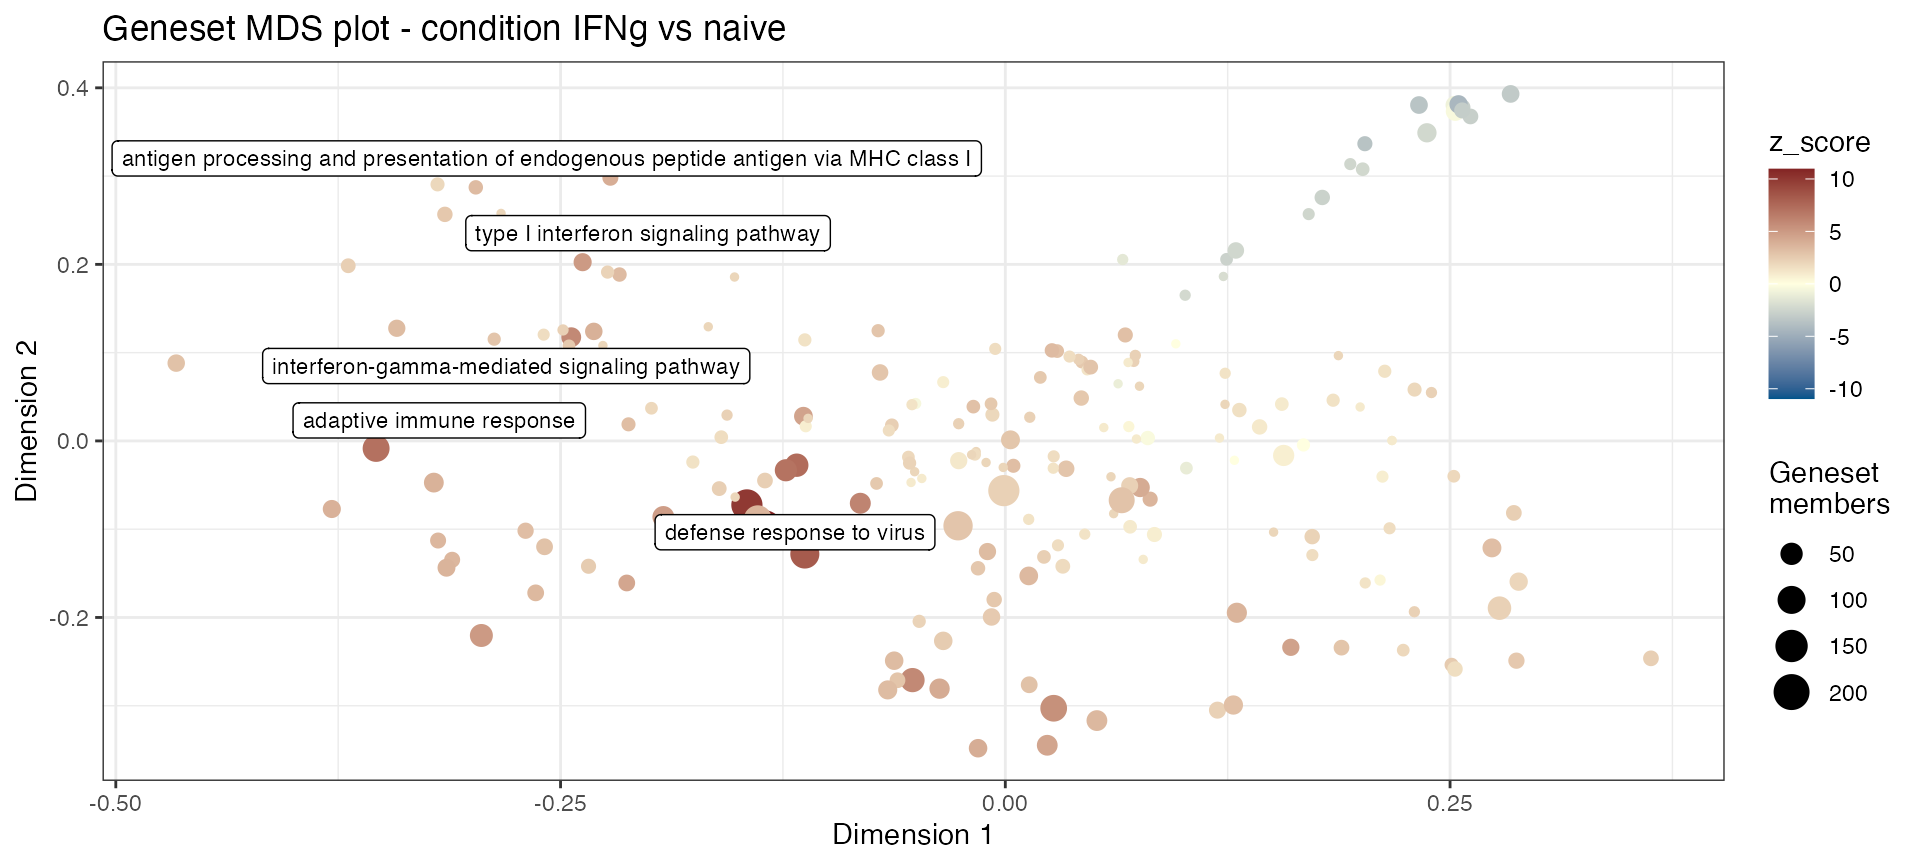 Geneset MDS plot - condition IFNg vs naive
0.4
0.2
0.0
-0.2
Dimension 2
antigen processing and presentation of endogenous peptide antigen via MHC class I
type I interferon signaling pathway
interferon-gamma-mediated signaling pathway
adaptive immune response
defense response to virus
-0.50
-0.25
0.00
0.25
Dimension 1
z_score
10
5
0
-5
-10
Geneset
members
50
100
150
200